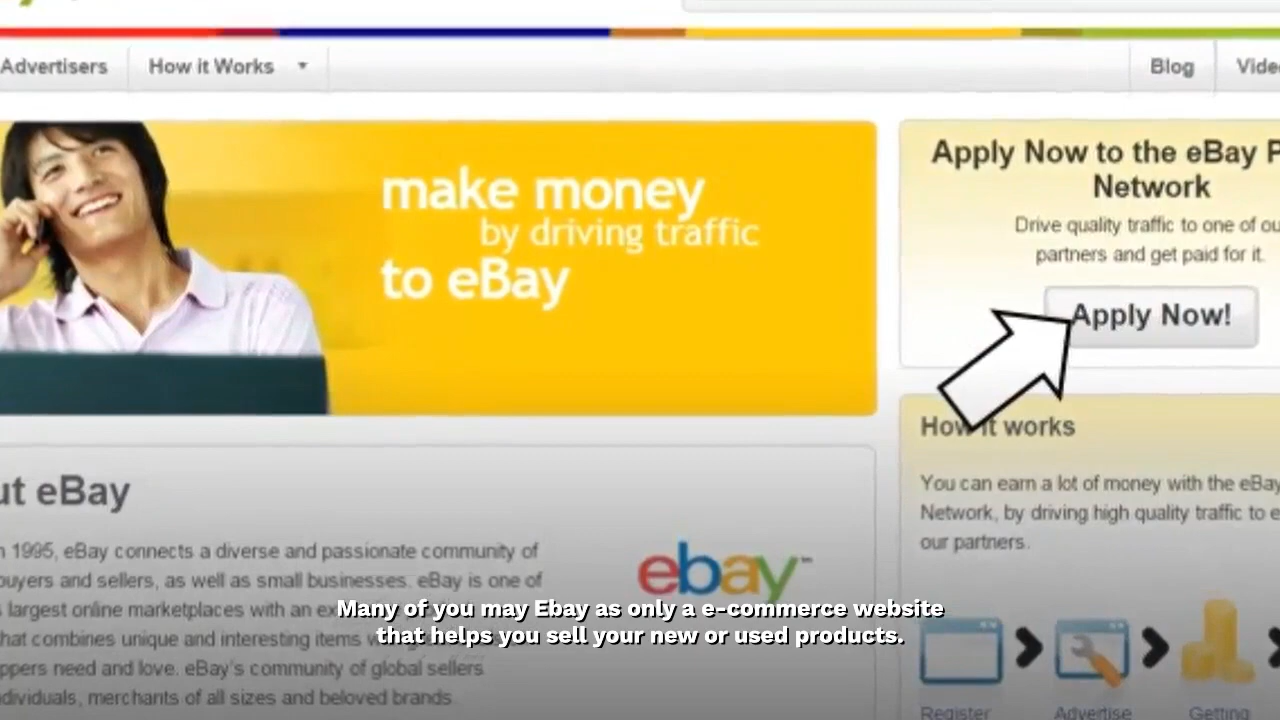 Advertisers
How it Works
Blog
make money
by driving traffic
to eBay
Apply Now to the eBay
Network
Drive quality traffic to one of
partners and get paid for it.
Apply Now!
eBay
1995, eBay connects a diverse and passionate community of
buyers and sellers, as well as small businesses. eBay is one of
largest online marketplaces with an
that combines unique and interesting items
need and love. eBay's community of global sellers
merchants of all sizes and beloved brands.
ebay
How it works
You can earn a lot of money with the eBay
Network, by driving high quality traffic to
our partners.
Register
Advertise
Getting
Many of you may Ebay as only a e-commerce website
that helps you sell your new or used products.